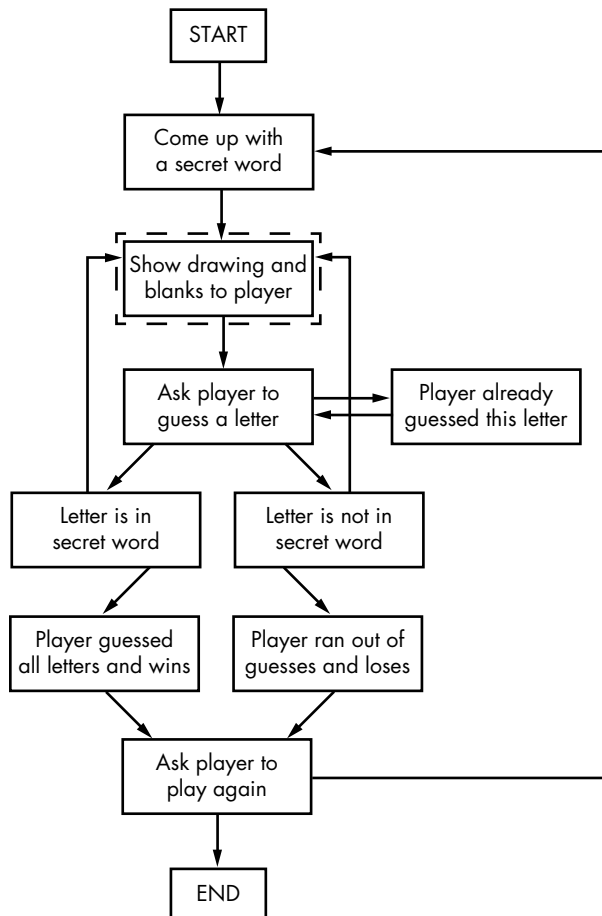 START
Come up with
a secret word
Show drawing and
blanks to player
Ask player to
guess a letter
Player already
guessed this letter
Letter is in
secret word
Letter is not in
secret word
Player guessed
all letters and wins
Player ran out of
guesses and loses
Ask player to
play again
END